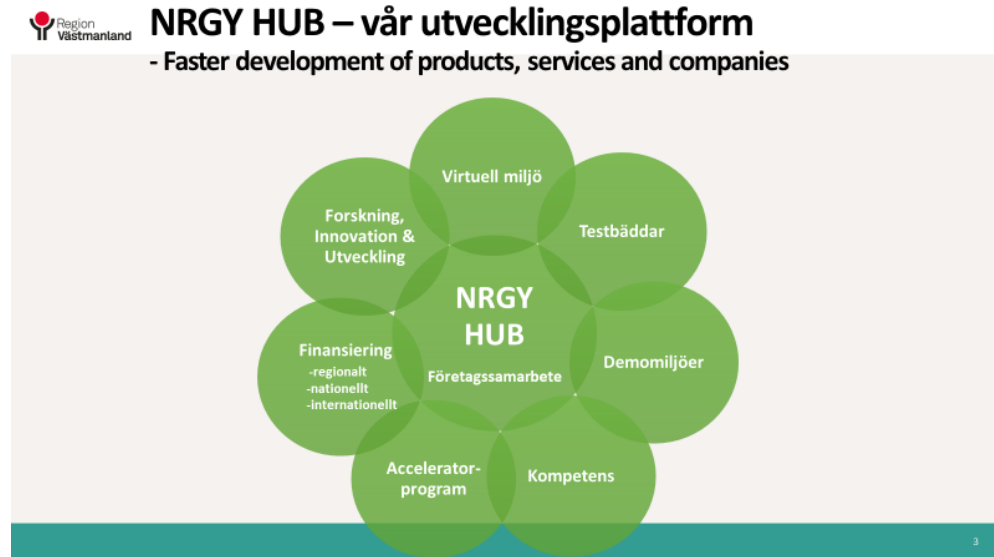 Region
Västmanland
NRGY HUB – vår utvecklingsplattform
- Faster development of products, services and companies
Virtuell miljö
Testbäddar
Demomiljöer
Kompetens
Accelerator-
program
Finansiering
-regionalt
-nationellt
-internationellt
Forskning,
Innovation &
Utveckling
NRGY
HUB
Företagssamarbete
3